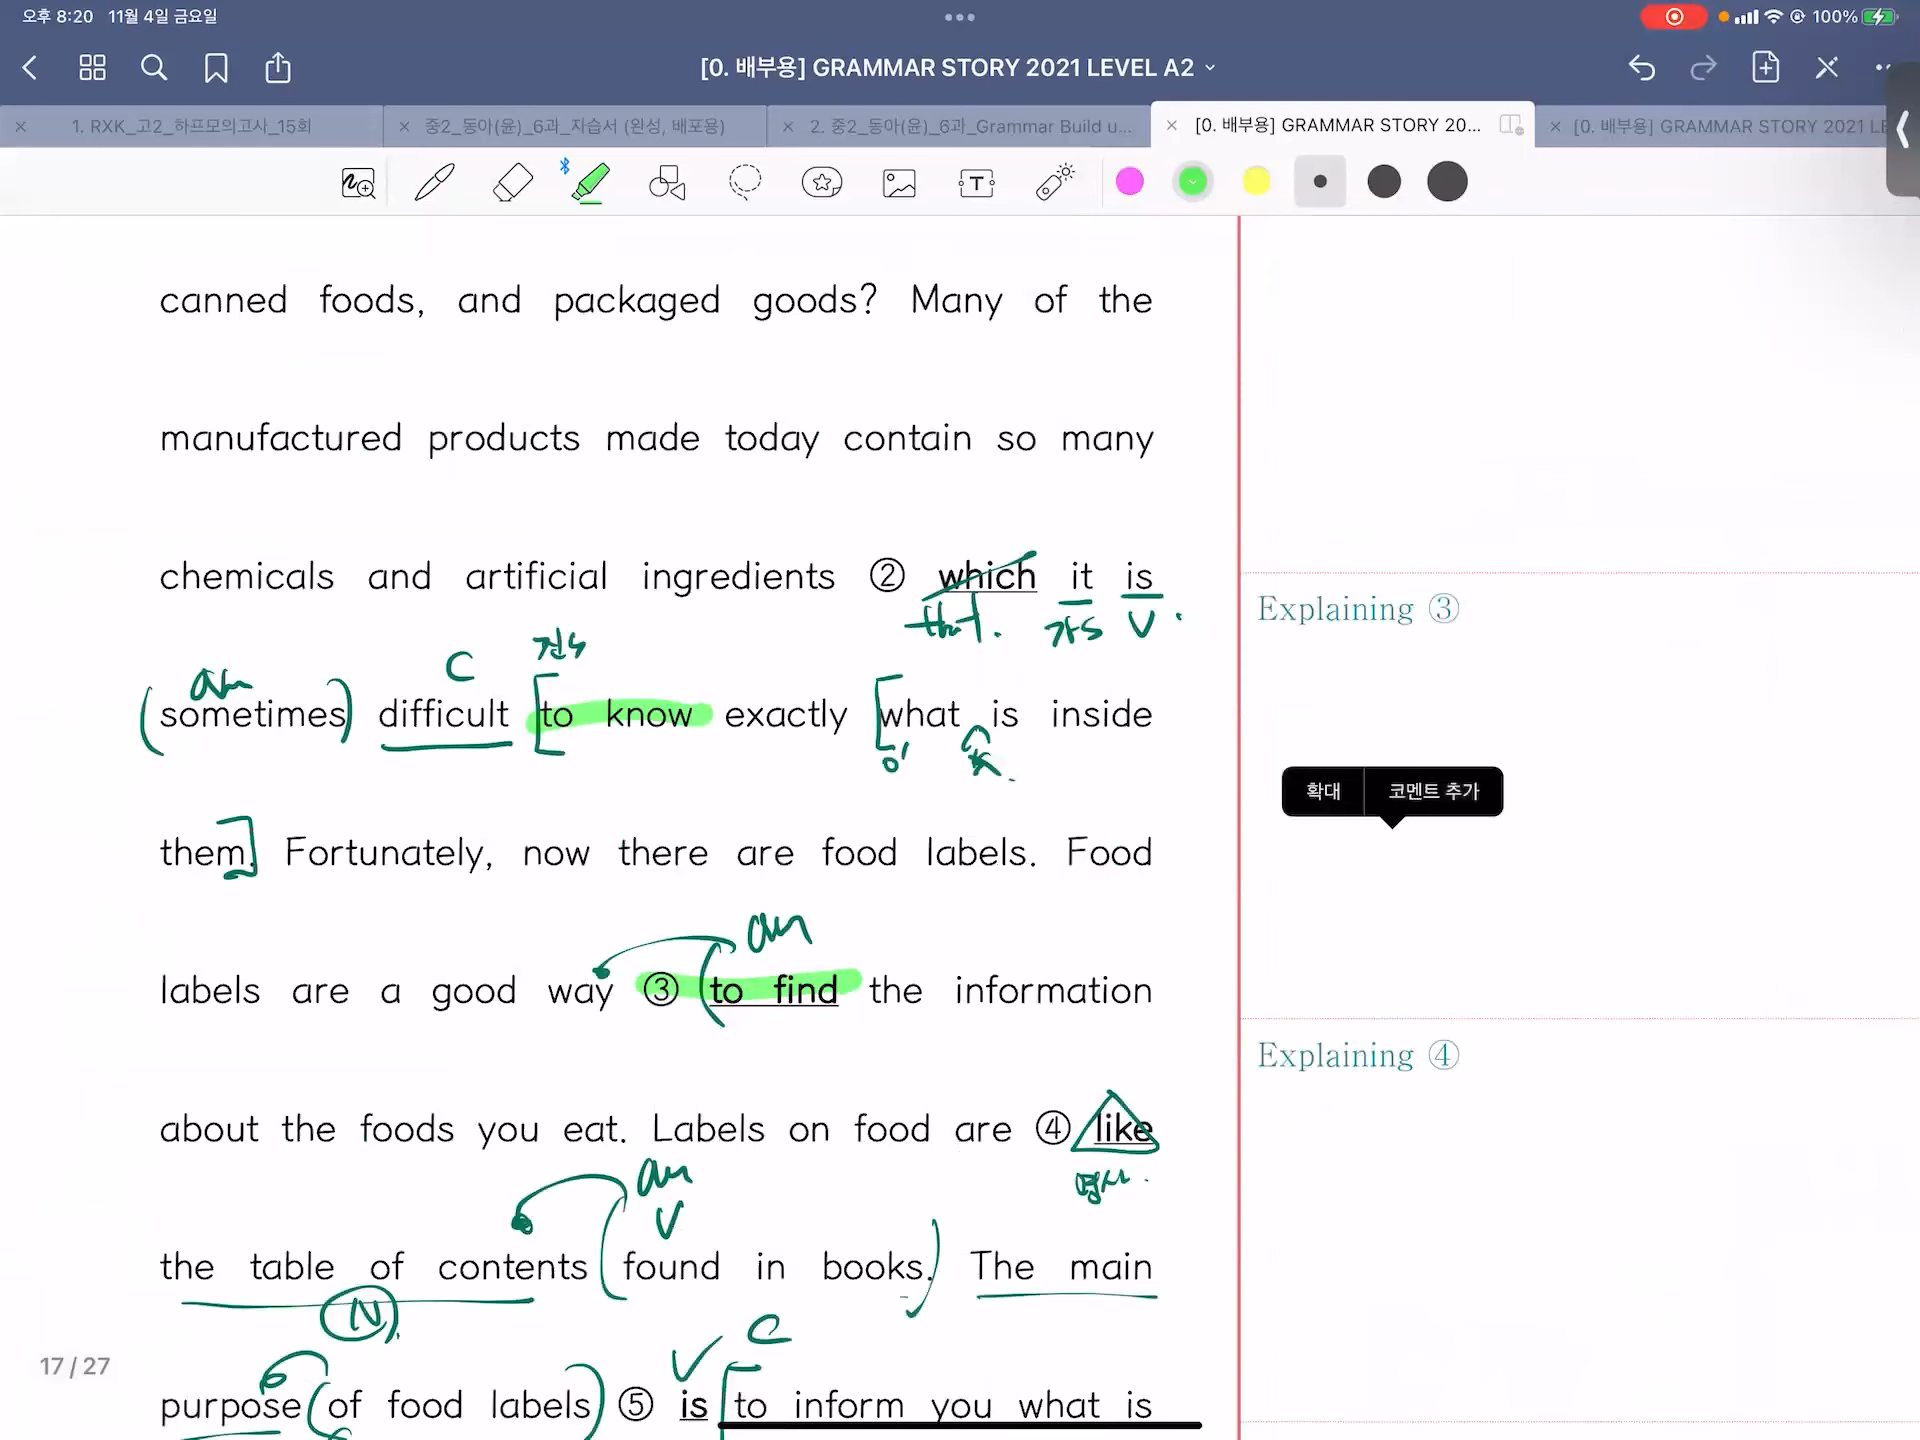 오후 8:20 11월 4일 금요일
100%
[0. 배부용] GRAMMAR STORY 2021 LEVEL A2
1. RXK_고2_하프모의고사_15회
중2_동아(윤)_6과_자습서 (완성, 배포용)
2. 중2_동아(윤)_6과_Grammar Build u...
[0. 배부용] GRAMMAR STORY 20...
[0. 배부용] GRAMMAR STORY 2021 LE
canned foods, and packaged goods? Many of the
manufactured products made today contain so many
chemicals and artificial ingredients ② which it is
that. 가S V
C 진S
sometimes difficult to know exactly what is inside
them. Fortunately, now there are food labels. Food
labels are a good way ③ to find the information
about the foods you eat. Labels on food are ④ like
V
the table of contents found in books. The main
N
V C
purpose of food labels ⑤ is to inform you what is
17 / 27
Explaining ③
확대 코멘트 추가
Explaining ④